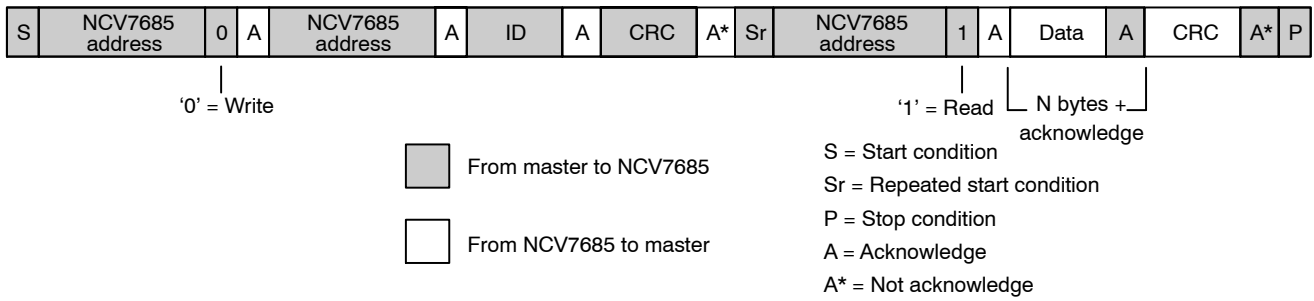 S NCV7685 address 0 A NCV7685 address A ID A CRC A* Sr NCV7685 address 1 A Data A CRC A* P
‘0’ = Write
‘1’ = Read
N bytes +
acknowledge
From master to NCV7685
From NCV7685 to master
S = Start condition
Sr = Repeated start condition
P = Stop condition
A = Acknowledge
A* = Not acknowledge